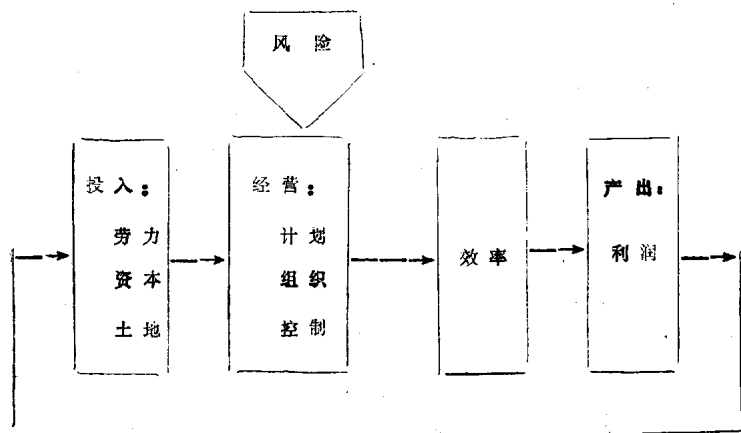 风险
投入：
劳力
资本
土地
经营：
计划
组织
控制
效率
产出：
利润